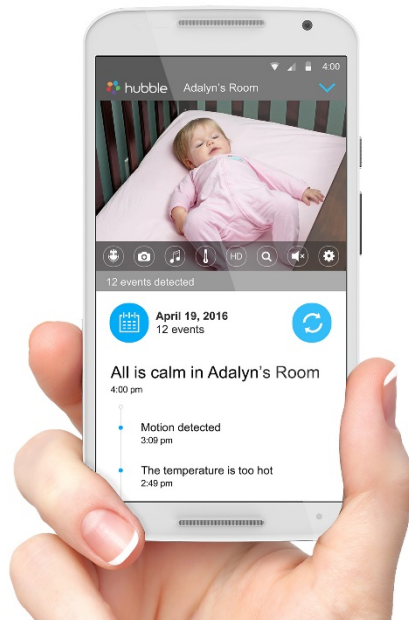 4:00
hubble Adalyn's Room
HD
12 events detected
April 19, 2016
12 events
All is calm in Adalyn's Room
4:00 pm
Motion detected
3:09 pm
The temperature is too hot
2:49 pm